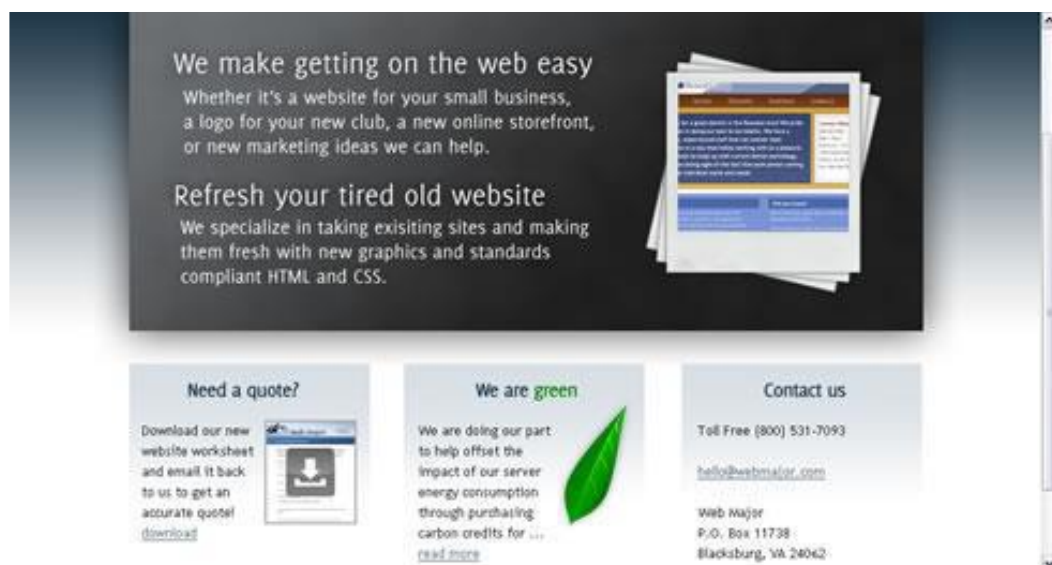 We make getting on the web easy
Whether it's a website for your small business,
a logo for your new club, a new online storefront,
or new marketing ideas we can help.
Refresh your tired old website
We specialize in taking exisiting sites and making
them fresh with new graphics and standards
compliant HTML and CSS.
Need a quote?
Download our new
website worksheet
and email it back
to us to get an
accurate quote!
download
We are green
We are doing our part
to help offset the
impact of our server
energy consumption
through purchasing
carbon credits for ...
read more
Contact us
Toll Free (800) 531-7093
hello@webmajor.com
Web Major
P.O. Box 11738
Blacksburg, VA 24062